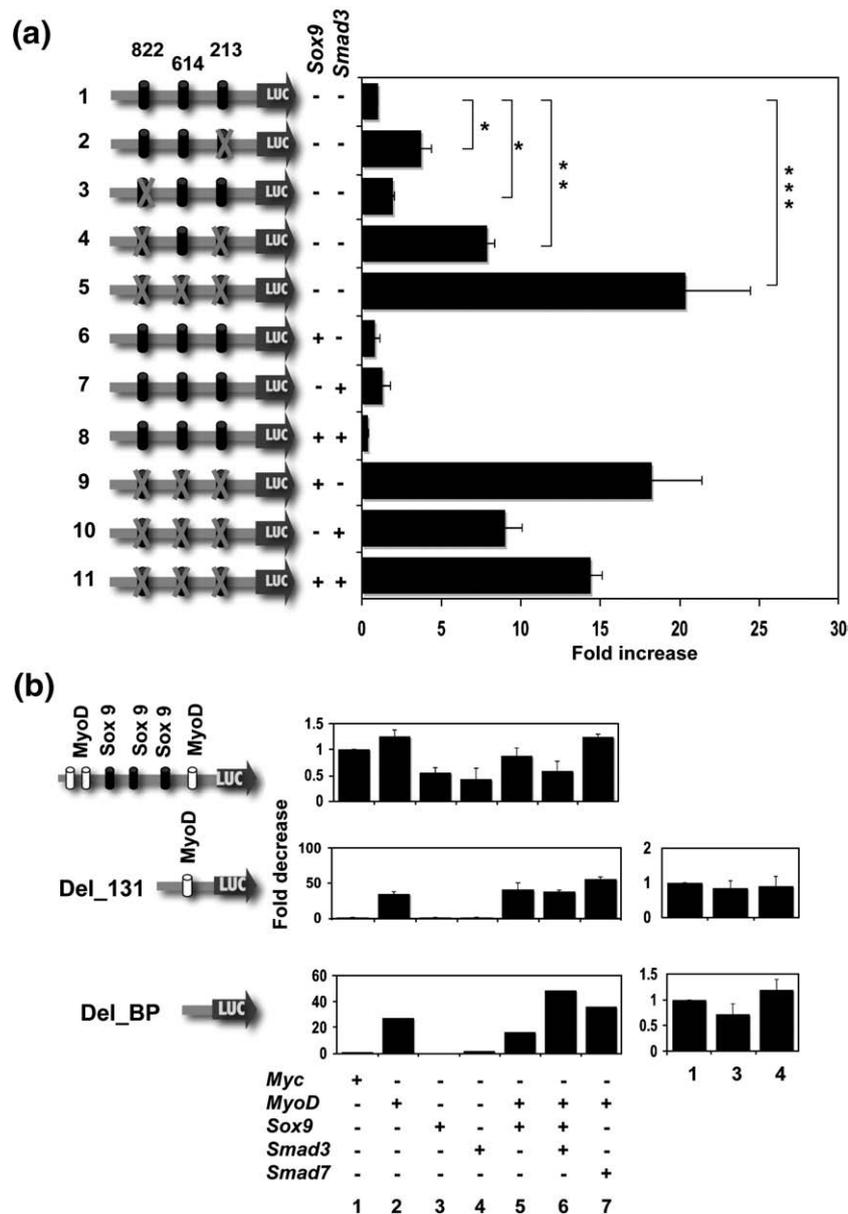 (a)
822 614 213 Sox9 Smad3
1 LUC - - *
2 LUC - - *
3 LUC - - **
4 LUC - - ***
5 LUC - -
6 LUC + -
7 LUC - +
8 LUC + +
9 LUC + -
10 LUC - +
11 LUC + +
0 5 10 15 20 25 30
Fold increase
(b)
MyoD Sox 9 Sox 9 Sox 9 MyoD
LUC
1.5
1
0.5
0
Fold decrease
MyoD
Del_131 LUC
100
50
0
2
1
0
Del_BP LUC
60
40
20
0
1.5
1
0.5
0
1 3 4
Myc + - - - - - -
MyoD - + - - + + +
Sox9 - - + - + + -
Smad3 - - - + - + -
Smad7 - - - - - - +
1 2 3 4 5 6 7